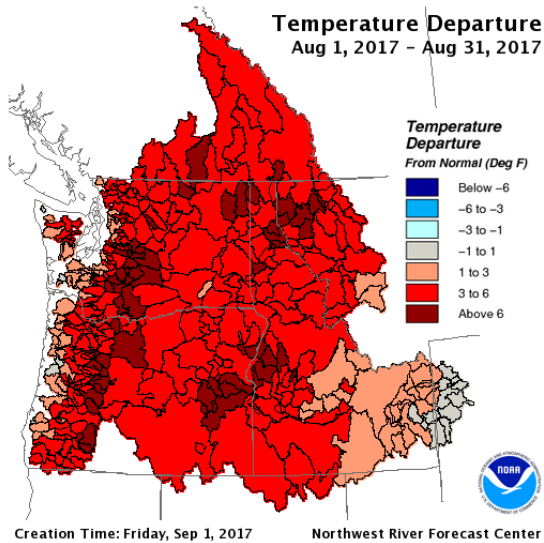 Temperature Departure
Aug 1, 2017 - Aug 31, 2017
Temperature
Departure
From Normal (Deg F)
Below -6
-6 to -3
-3 to -1
-1 to 1
1 to 3
3 to 6
Above 6
NOAA
Creation Time: Friday, Sep 1, 2017
Northwest River Forecast Center